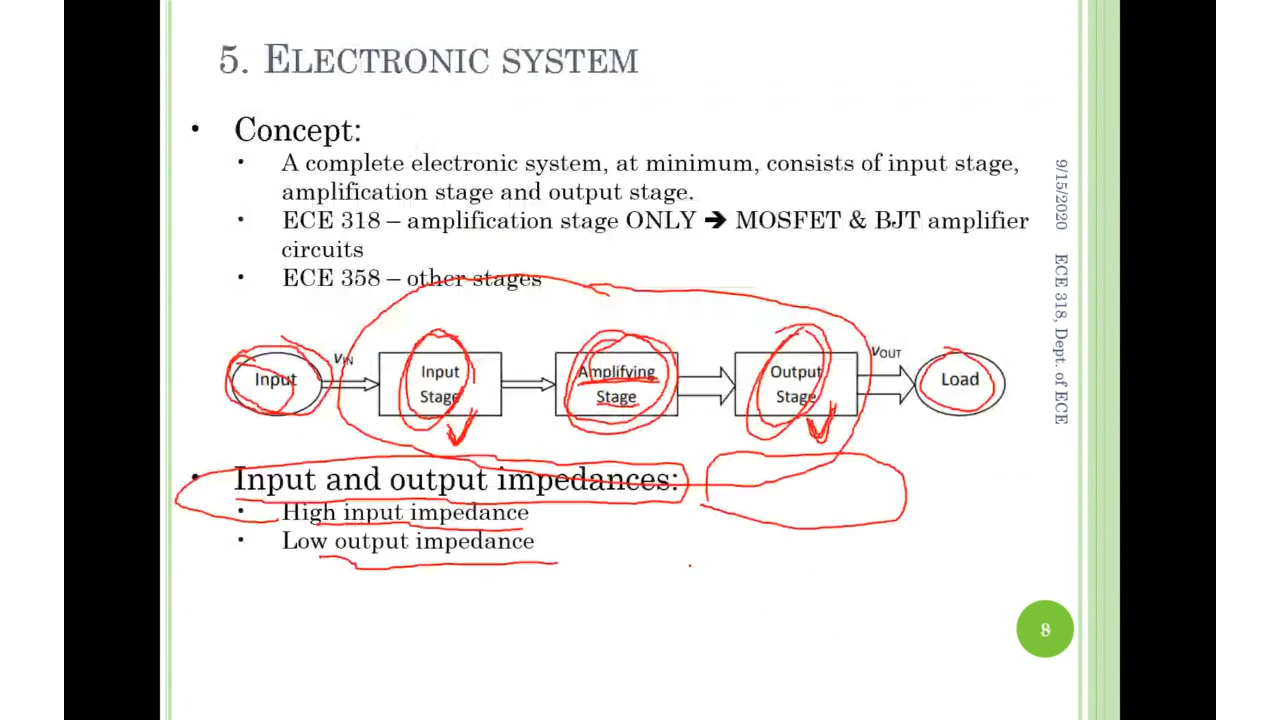 5. ELECTRONIC SYSTEM
• Concept:
• A complete electronic system, at minimum, consists of input stage,
amplification stage and output stage.
• ECE 318 – amplification stage ONLY ➔ MOSFET & BJT amplifier
circuits
• ECE 358 – other stages
Input
vIN
Input
Stage
Amplifying
Stage
Output
Stage
vOUT
Load
• Input and output impedances:
• High input impedance
• Low output impedance
9/15/2020
ECE 318, Dept. of ECE
8